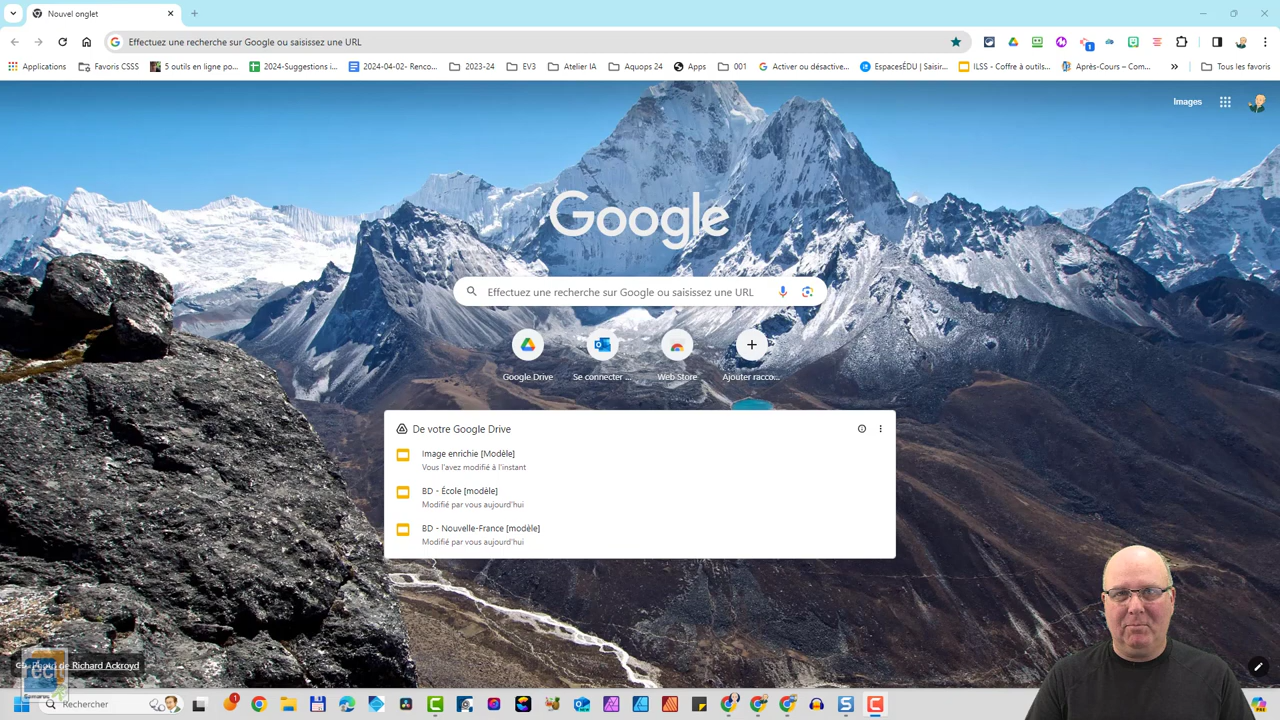 Nouvel onglet
Effectuez une recherche sur Google ou saisissez une URL
1
Applications
Favoris CSSS
5 outils en ligne po...
2024-Suggestions i...
2024-04-02- Renco...
2023-24
EV3
Atelier IA
Aquops 24
Apps
001
Activer ou désactive...
EspacesÉDU | Saisir...
ILSS - Coffre à outils...
Après-Cours – Com...
»
Tous les favoris
Images
Google
Effectuez une recherche sur Google ou saisissez une URL
Google Drive
Se connecter ...
Web Store
Ajouter racco...
De votre Google Drive
Image enrichie [Modèle]
Vous l'avez modifié à l'instant
BD - École [modèle]
Modifié par vous aujourd'hui
BD - Nouvelle-France [modèle]
Modifié par vous aujourd'hui
Photo de Richard Ackroyd
Rechercher
1